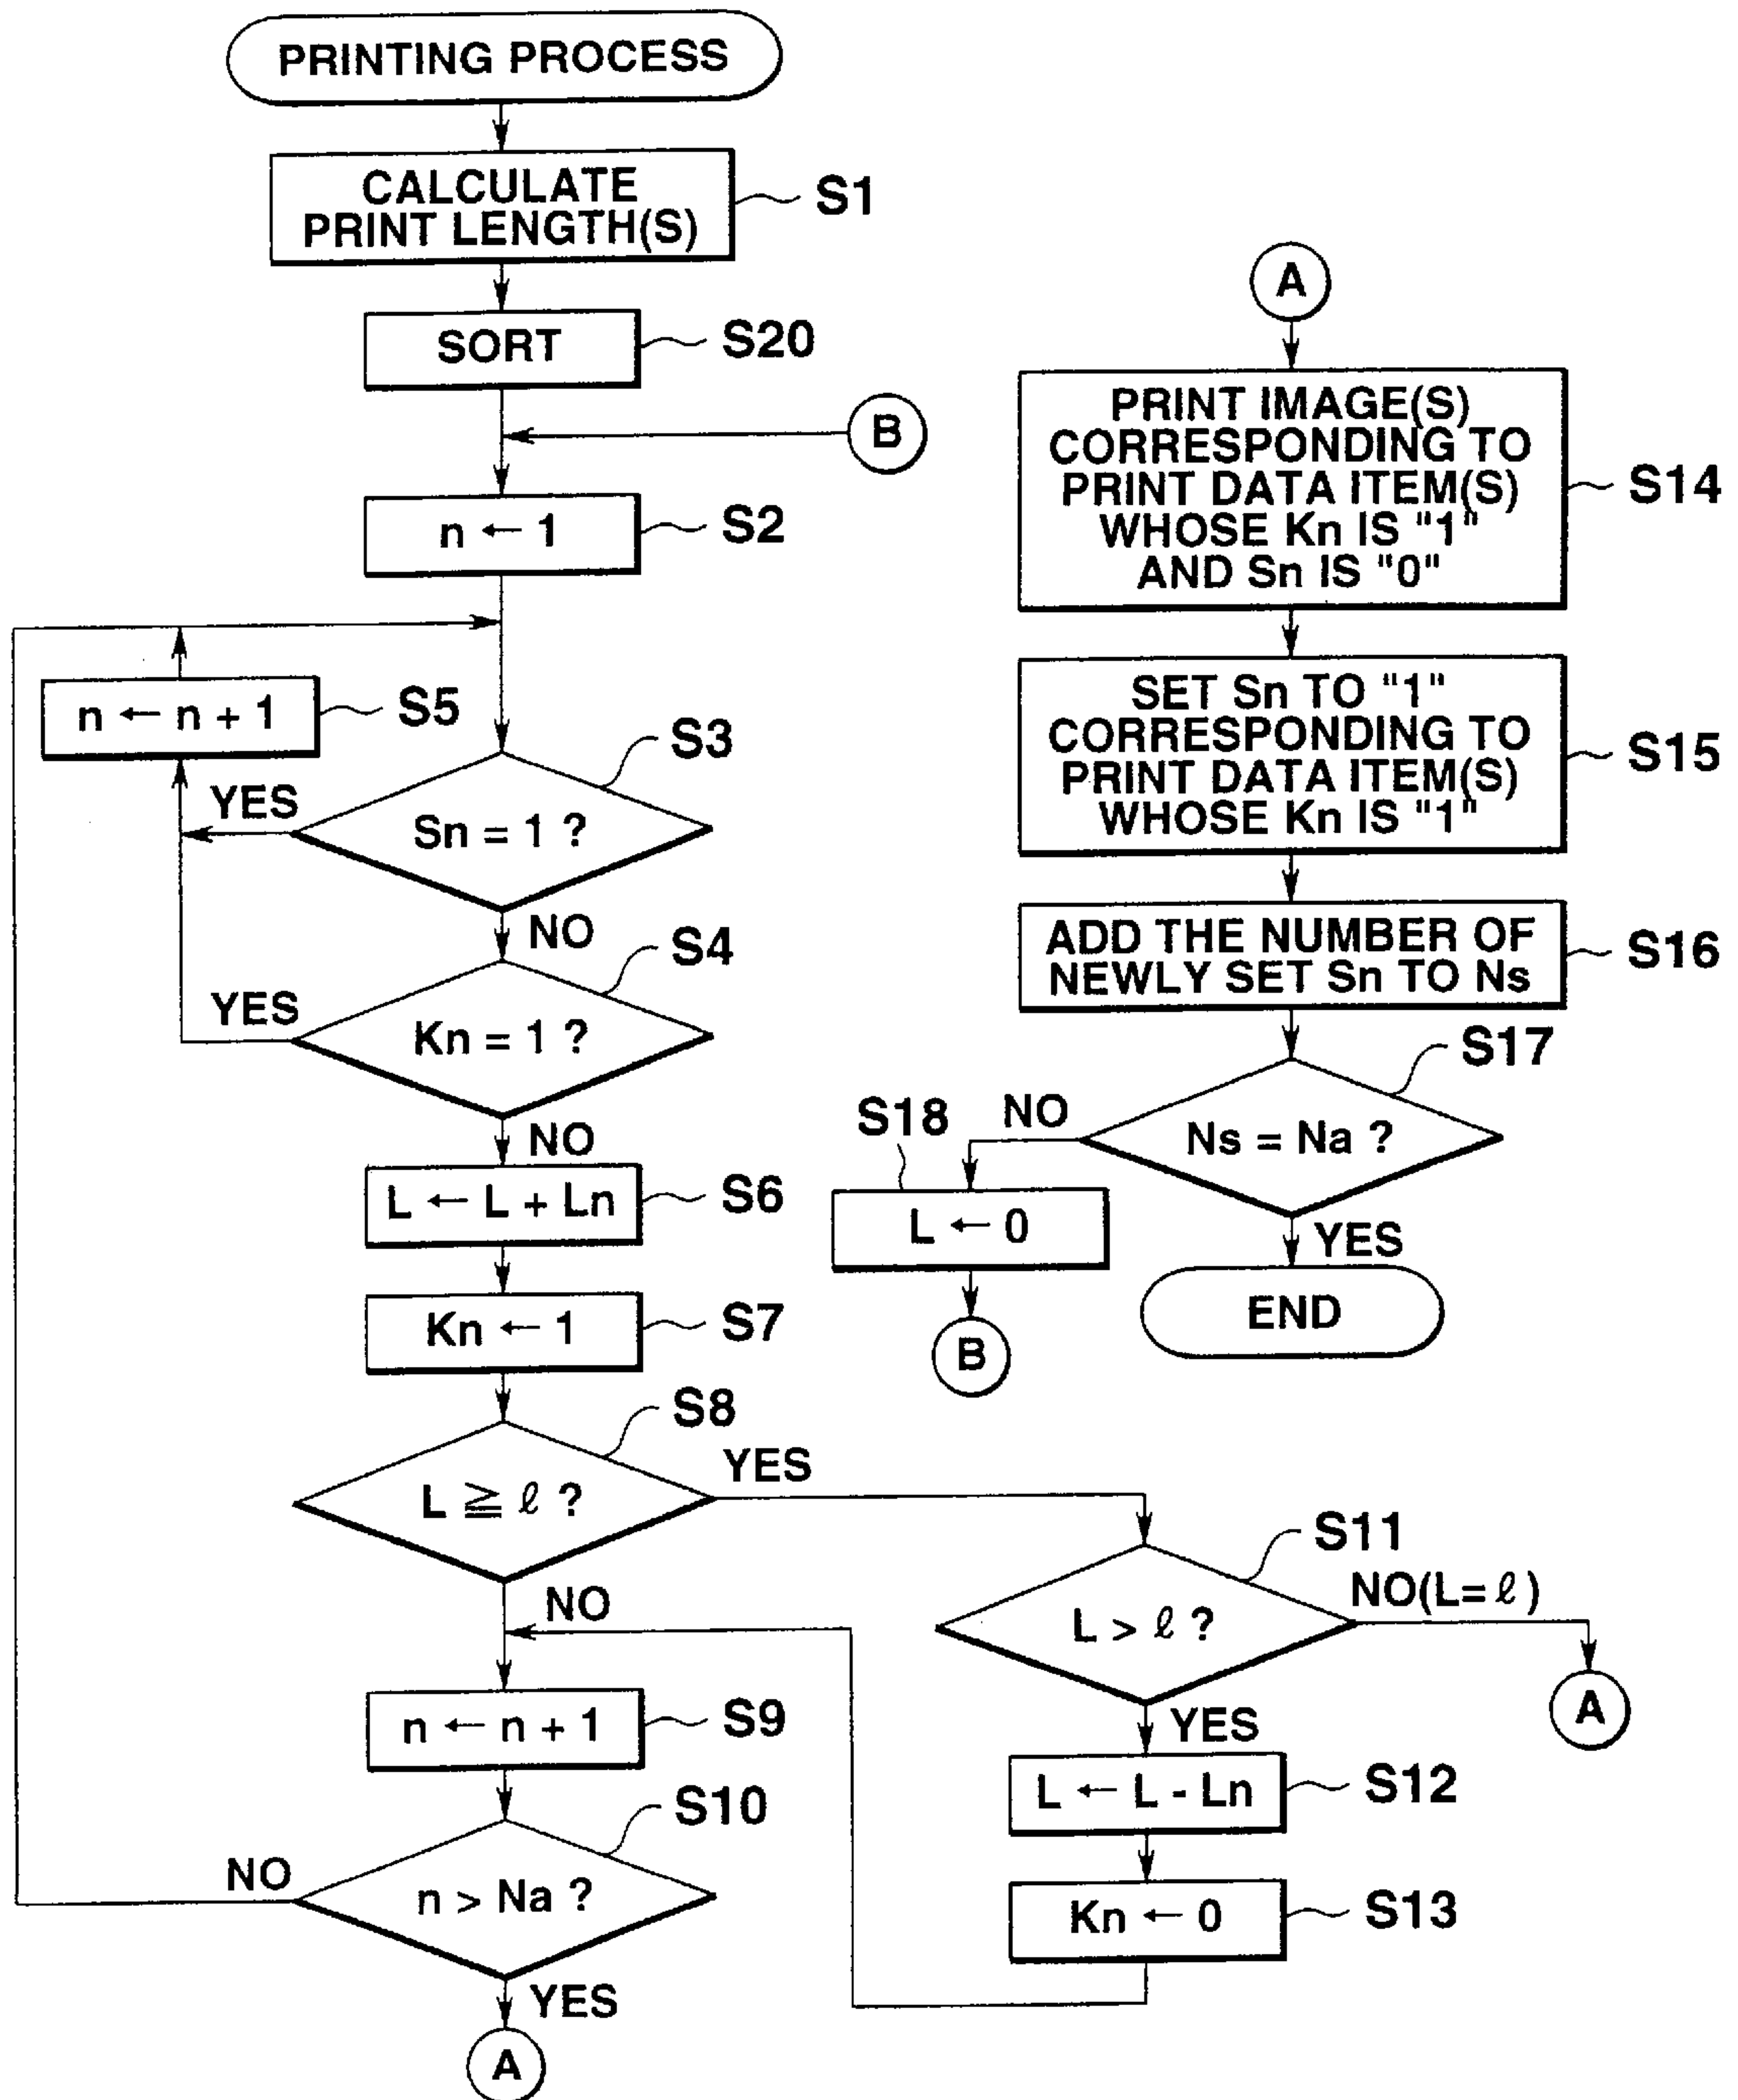 PRINTING PROCESS
CALCULATE
PRINT LENGTH(S)
S1
SORT
S20
B
n ← 1
S2
n ← n + 1
S5
S3
Sn = 1 ?
YES
NO
S4
Kn = 1 ?
YES
NO
L ← L + Ln
S6
Kn ← 1
S7
S8
L ≧ ℓ ?
YES
NO
n ← n + 1
S9
S10
n > Na ?
NO
YES
A
S11
L > ℓ ?
NO(L=ℓ)
A
YES
L ← L - Ln
S12
Kn ← 0
S13
A
PRINT IMAGE(S)
CORRESPONDING TO
PRINT DATA ITEM(S)
WHOSE Kn IS "1"
AND Sn IS "0"
S14
SET Sn TO "1"
CORRESPONDING TO
PRINT DATA ITEM(S)
WHOSE Kn IS "1"
S15
ADD THE NUMBER OF
NEWLY SET Sn TO Ns
S16
S17
Ns = Na ?
NO
S18
L ← 0
B
YES
END